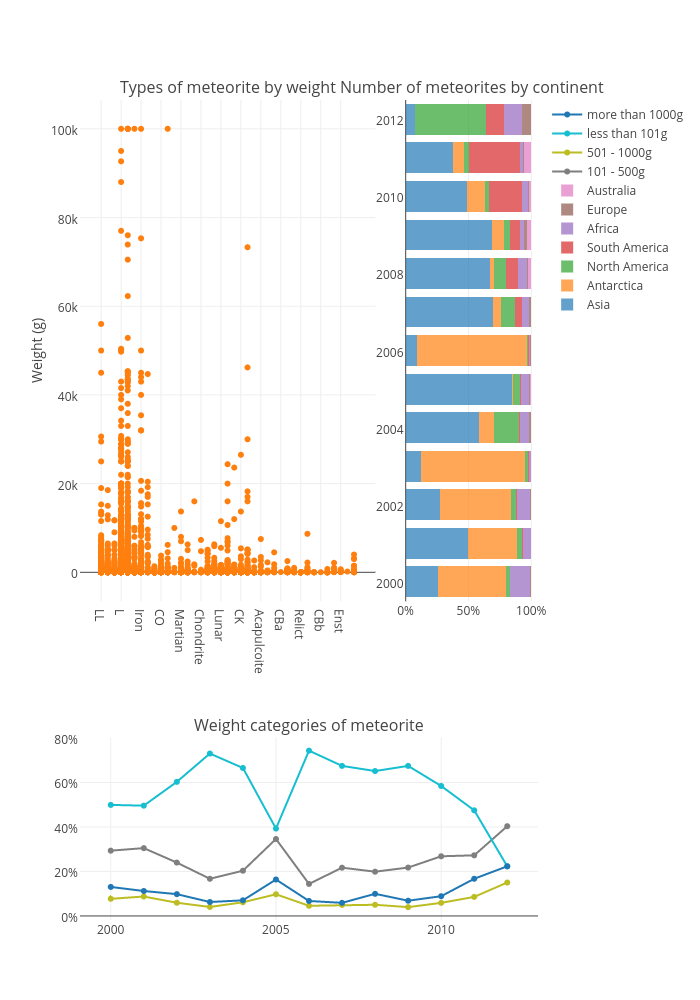 Types of meteorite by weight Number of meteorites by continent
Weight (g)
100k
80k
60k
40k
20k
0
LL
L
Iron
CO
Martian
Chondrite
Lunar
CK
Acapulcoite
CBa
Relict
CBb
Enst
2012
2010
2008
2006
2004
2002
2000
0%
50%
100%
more than 1000g
less than 101g
501 - 1000g
101 - 500g
Australia
Europe
Africa
South America
North America
Antarctica
Asia
Weight categories of meteorite
80%
60%
40%
20%
0%
2000
2005
2010